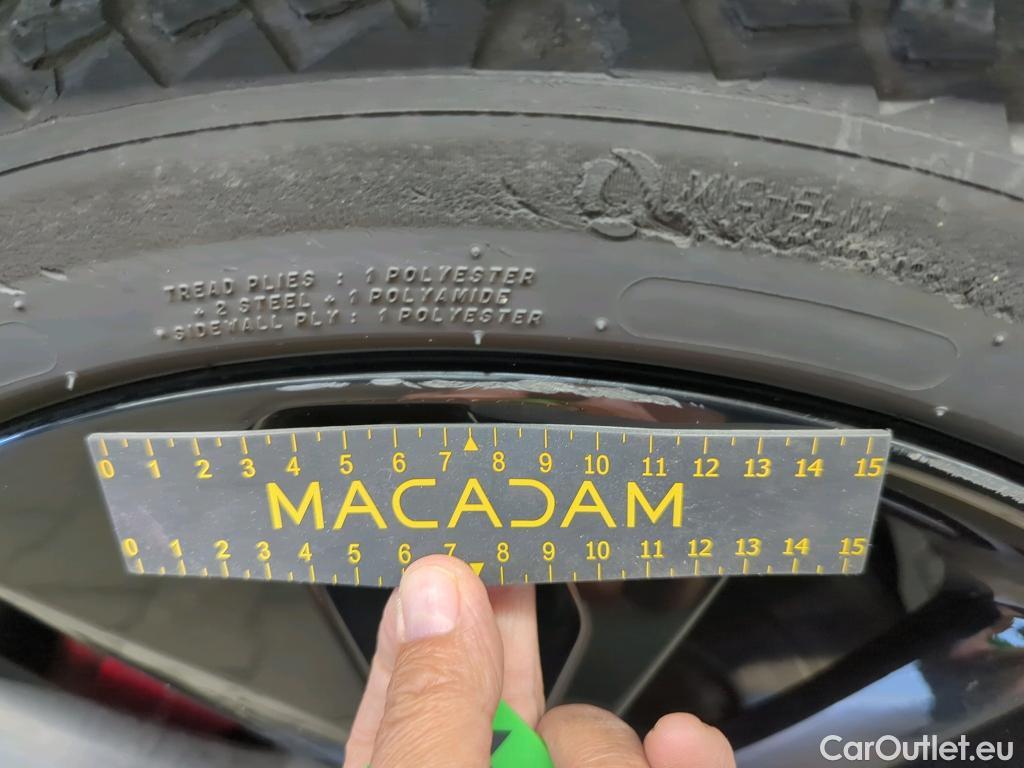 MICHELIN
TREAD PLIES : 1 POLYESTER
+ 2 STEEL + 1 POLYAMIDE
SIDEWALL PLY : 1 POLYESTER
0 1 2 3 4 5 6 7 8 9 10 11 12 13 14 15
MACADAM
0 1 2 3 4 5 6 7 8 9 10 11 12 13 14 15
CarOutlet.eu